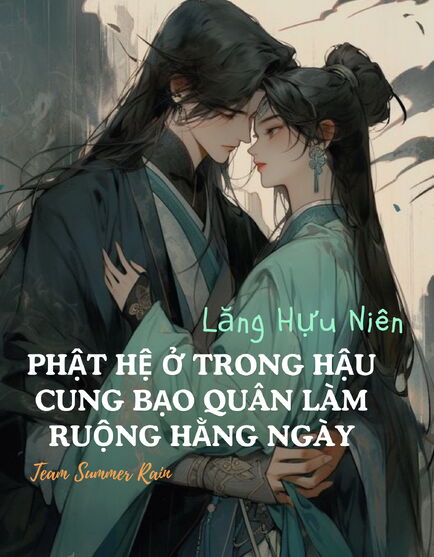 Lăng Hựu Niên
PHẬT HỆ Ở TRONG HẬU
CUNG BẠO QUÂN LÀM
RUỘNG HẰNG NGÀY
Team Summer Rain